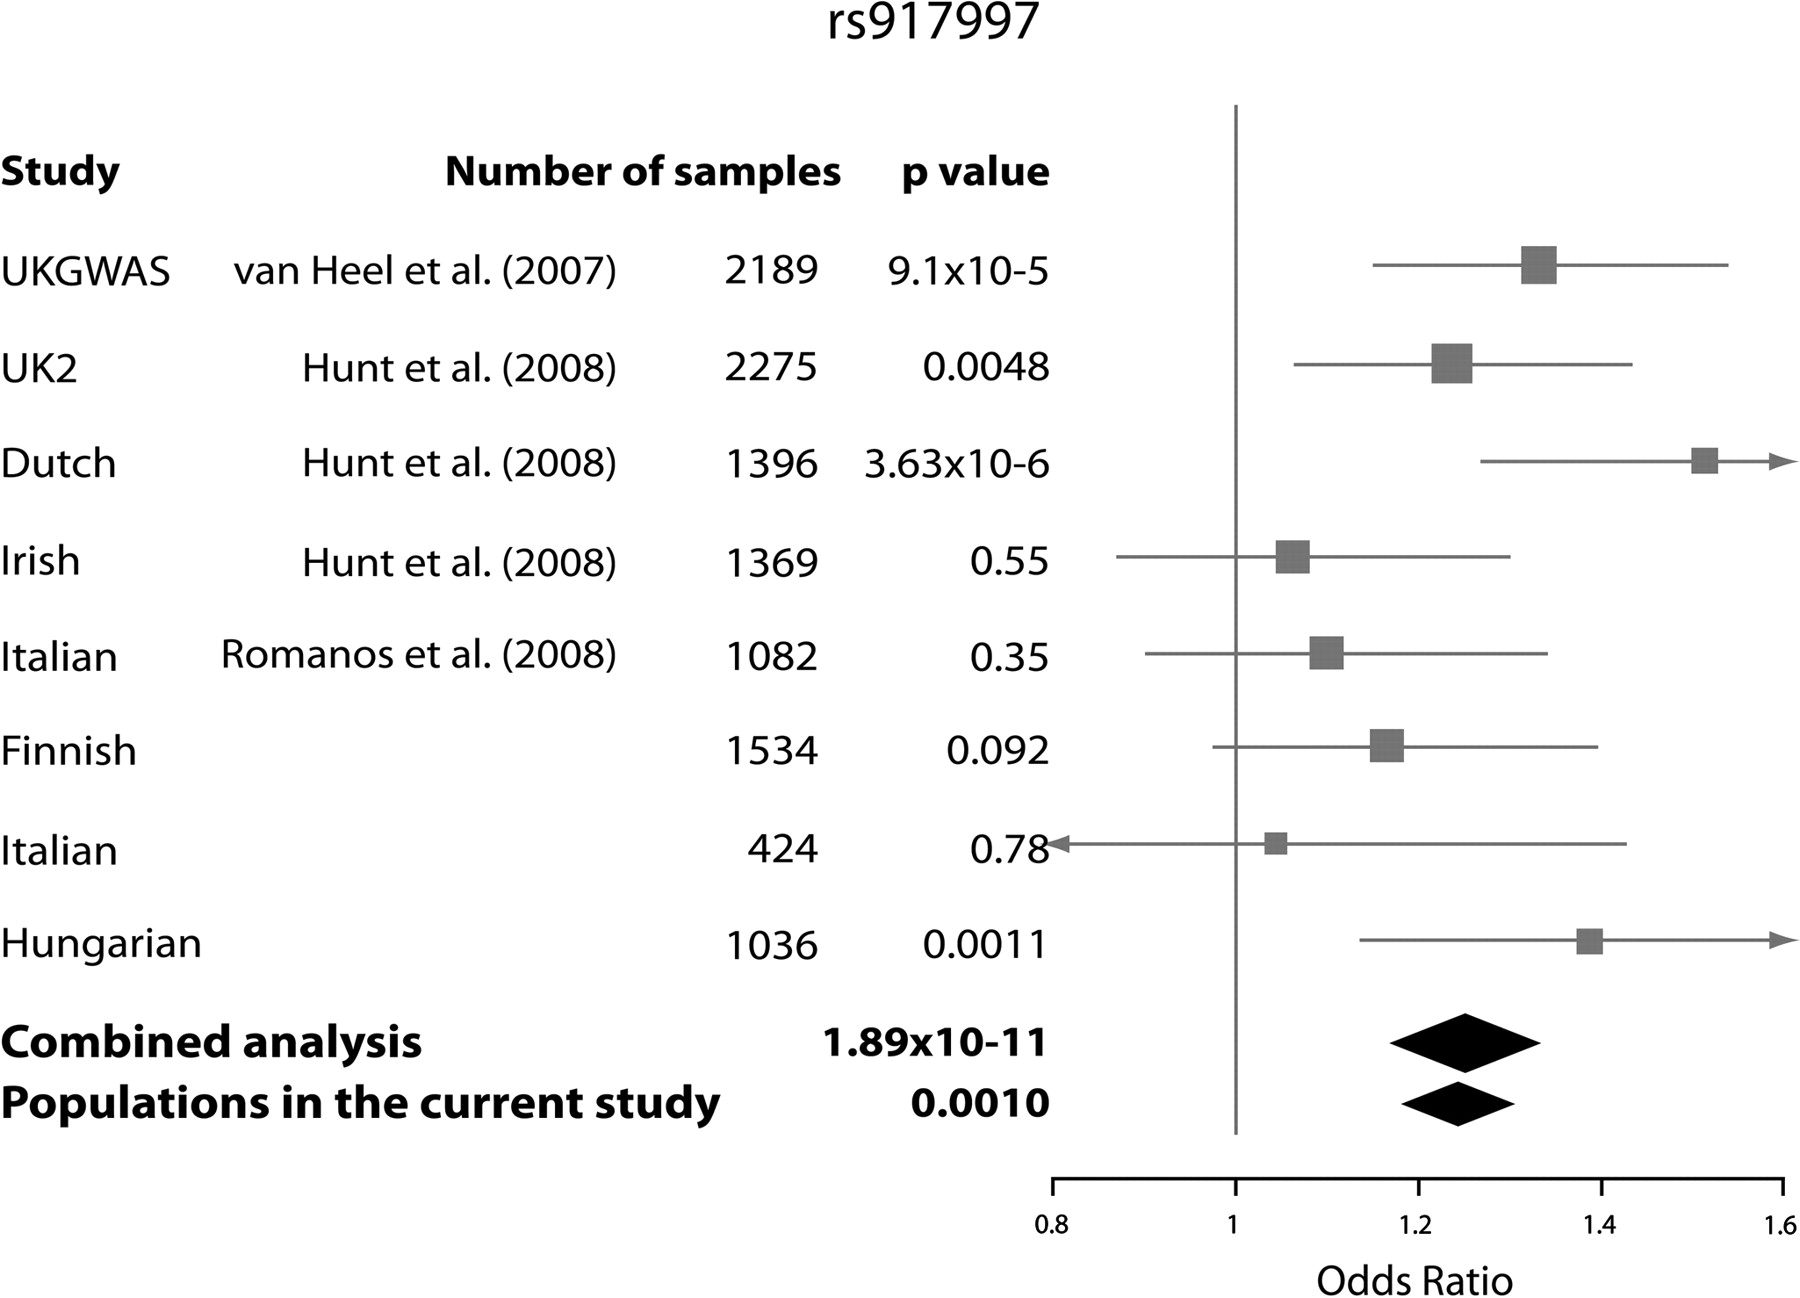 rs917997
Study Number of samples p value
UKGWAS van Heel et al. (2007) 2189 9.1x10-5
UK2 Hunt et al. (2008) 2275 0.0048
Dutch Hunt et al. (2008) 1396 3.63x10-6
Irish Hunt et al. (2008) 1369 0.55
Italian Romanos et al. (2008) 1082 0.35
Finnish 1534 0.092
Italian 424 0.78
Hungarian 1036 0.0011
Combined analysis 1.89x10-11
Populations in the current study 0.0010
0.8 1 1.2 1.4 1.6
Odds Ratio